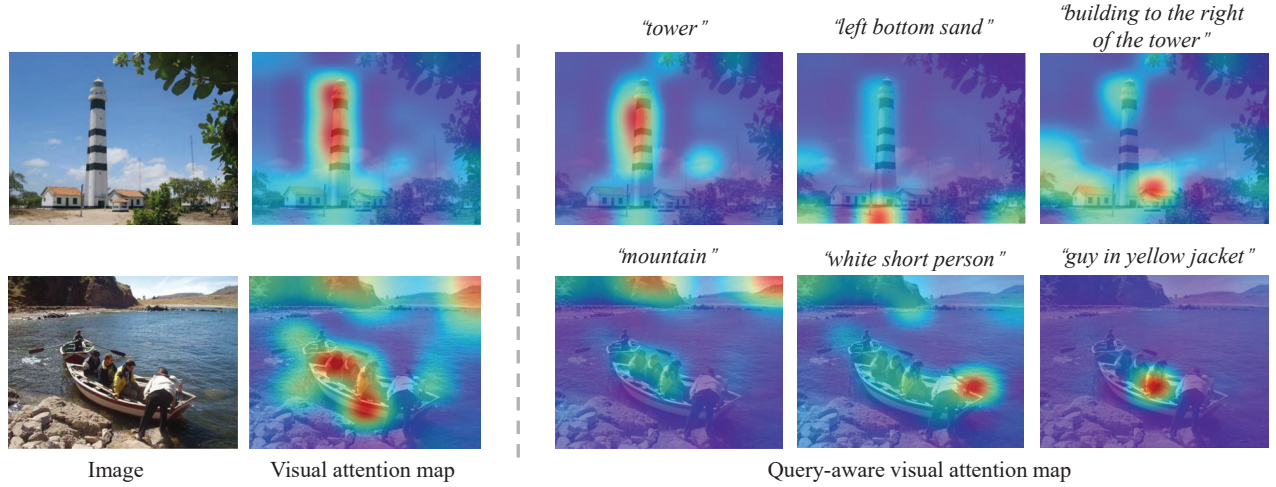 “tower”
“left bottom sand”
“building to the right
of the tower”
“mountain”
“white short person”
“guy in yellow jacket”
Image
Visual attention map
Query-aware visual attention map